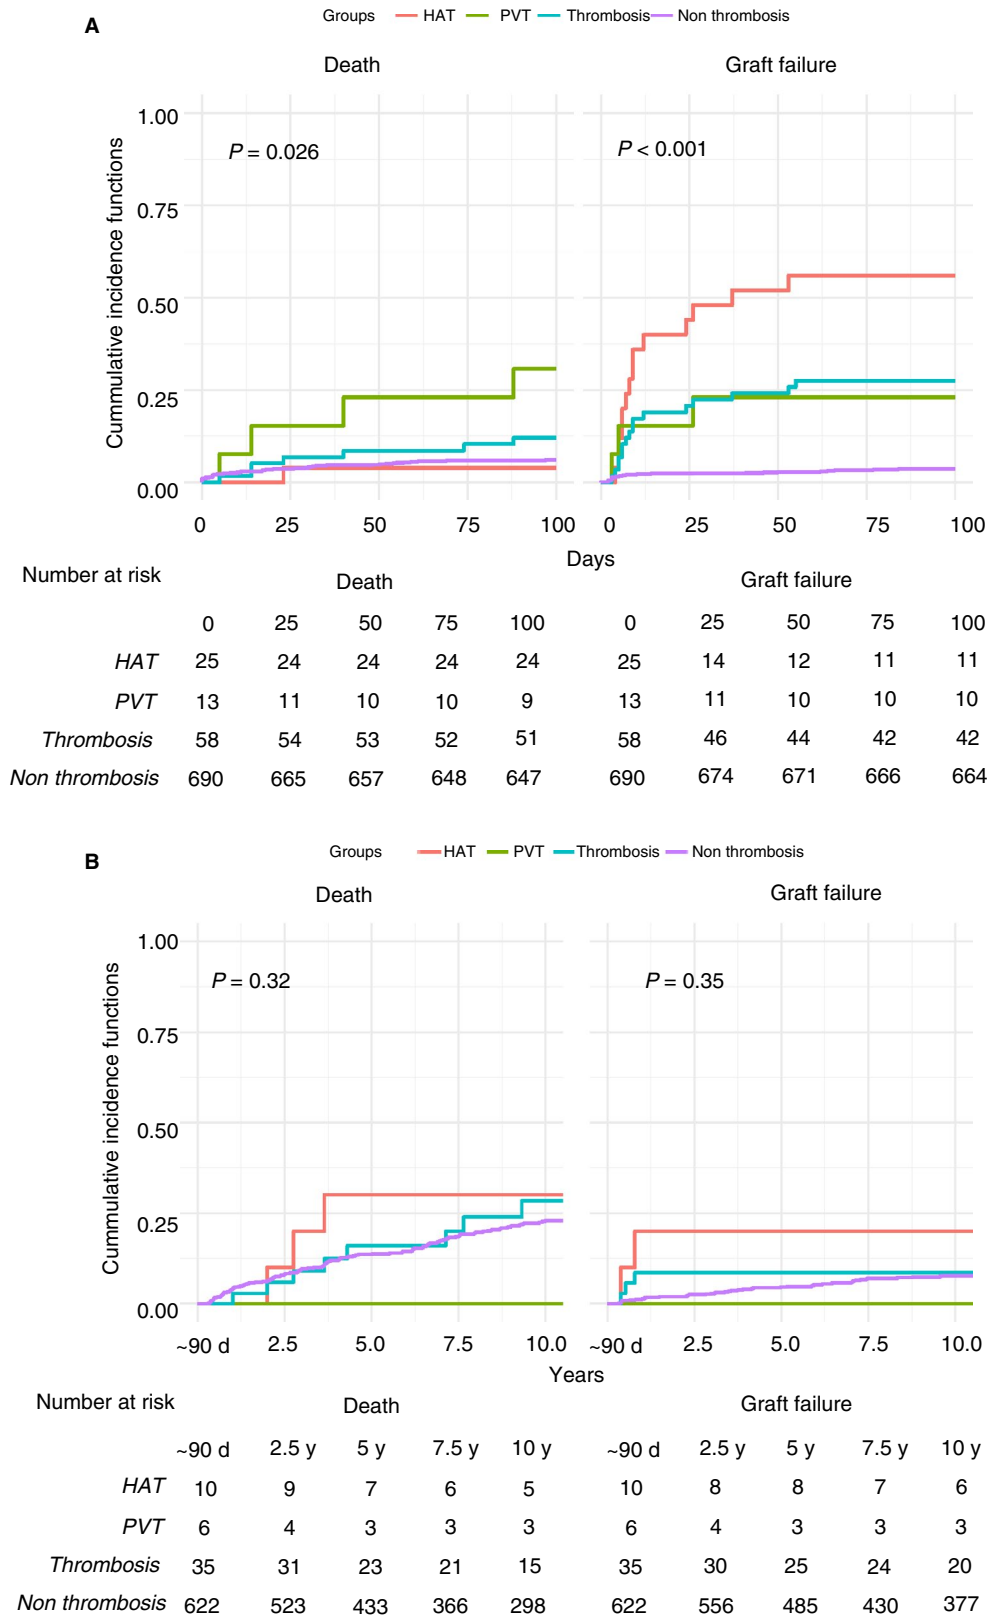 A
Groups HAT PVT Thrombosis Non thrombosis
Death Graft failure
Cummulative incidence functions
1.00
0.75
0.50
0.25
0.00
P = 0.026
P < 0.001
0 25 50 75 100 0 25 50 75 100
Days
Number at risk Death Graft failure
0 25 50 75 100 0 25 50 75 100
HAT 25 24 24 24 24 25 14 12 11 11
PVT 13 11 10 10 9 13 11 10 10 10
Thrombosis 58 54 53 52 51 58 46 44 42 42
Non thrombosis 690 665 657 648 647 690 674 671 666 664
B
Groups HAT PVT Thrombosis Non thrombosis
Death Graft failure
Cummulative incidence functions
1.00
0.75
0.50
0.25
0.00
P = 0.32
P = 0.35
~90 d 2.5 5.0 7.5 10.0 ~90 d 2.5 5.0 7.5 10.0
Years
Number at risk Death Graft failure
~90 d 2.5 y 5 y 7.5 y 10 y ~90 d 2.5 y 5 y 7.5 y 10 y
HAT 10 9 7 6 5 10 8 8 7 6
PVT 6 4 3 3 3 6 4 3 3 3
Thrombosis 35 31 23 21 15 35 30 25 24 20
Non thrombosis 622 523 433 366 298 622 556 485 430 377